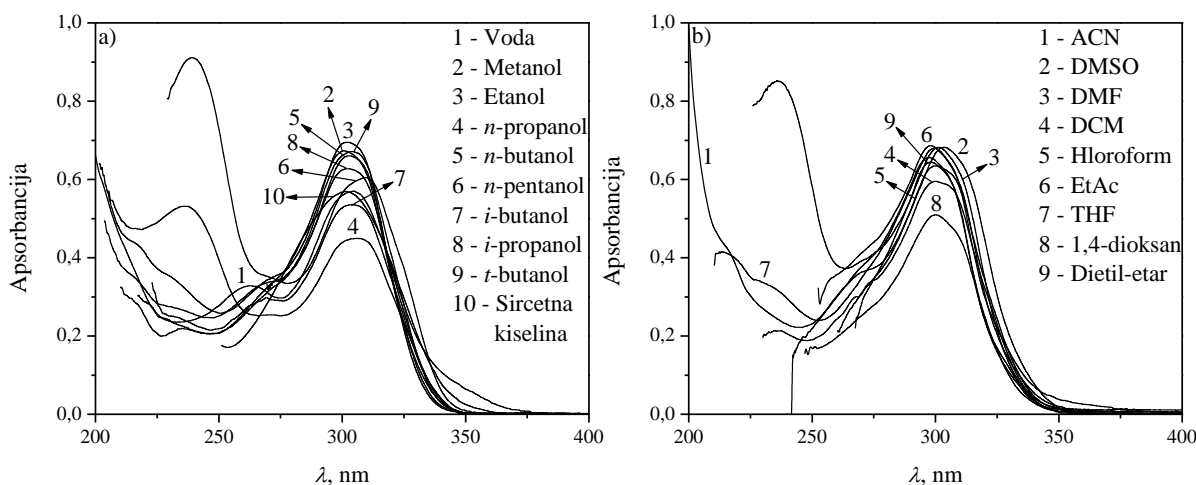 a)
1,0
0,8
0,6
0,4
0,2
0,0
Apsorbancija
200 250 300 350 400
λ, nm
1 - Voda
2 - Metanol
3 - Etanol
4 - n-propanol
5 - n-butanol
6 - n-pentanol
7 - i-butanol
8 - i-propanol
9 - t-butanol
10 - Sircetna
kiselina
2
9
5
3
8
6
7
10
4
1
b)
1,0
0,8
0,6
0,4
0,2
0,0
Apsorbancija
200 250 300 350 400
λ, nm
1 - ACN
2 - DMSO
3 - DMF
4 - DCM
5 - Hloroform
6 - EtAc
7 - THF
8 - 1,4-dioksan
9 - Dietil-etar
1
9
6
2
4
3
5
8
7